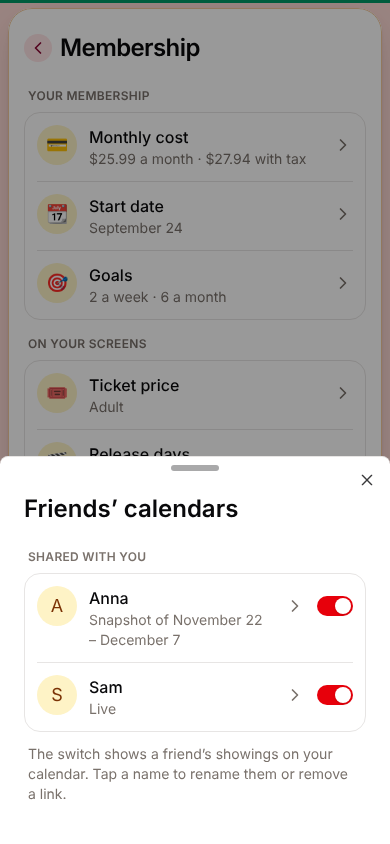 Membership
YOUR MEMBERSHIP
Monthly cost
$25.99 a month · $27.94 with tax
Start date
September 24
Goals
2 a week · 6 a month
ON YOUR SCREENS
Ticket price
Adult
Release days
Friends’ calendars
SHARED WITH YOU
A
Anna
Snapshot of November 22
– December 7
S
Sam
Live
The switch shows a friend’s showings on your
calendar. Tap a name to rename them or remove
a link.